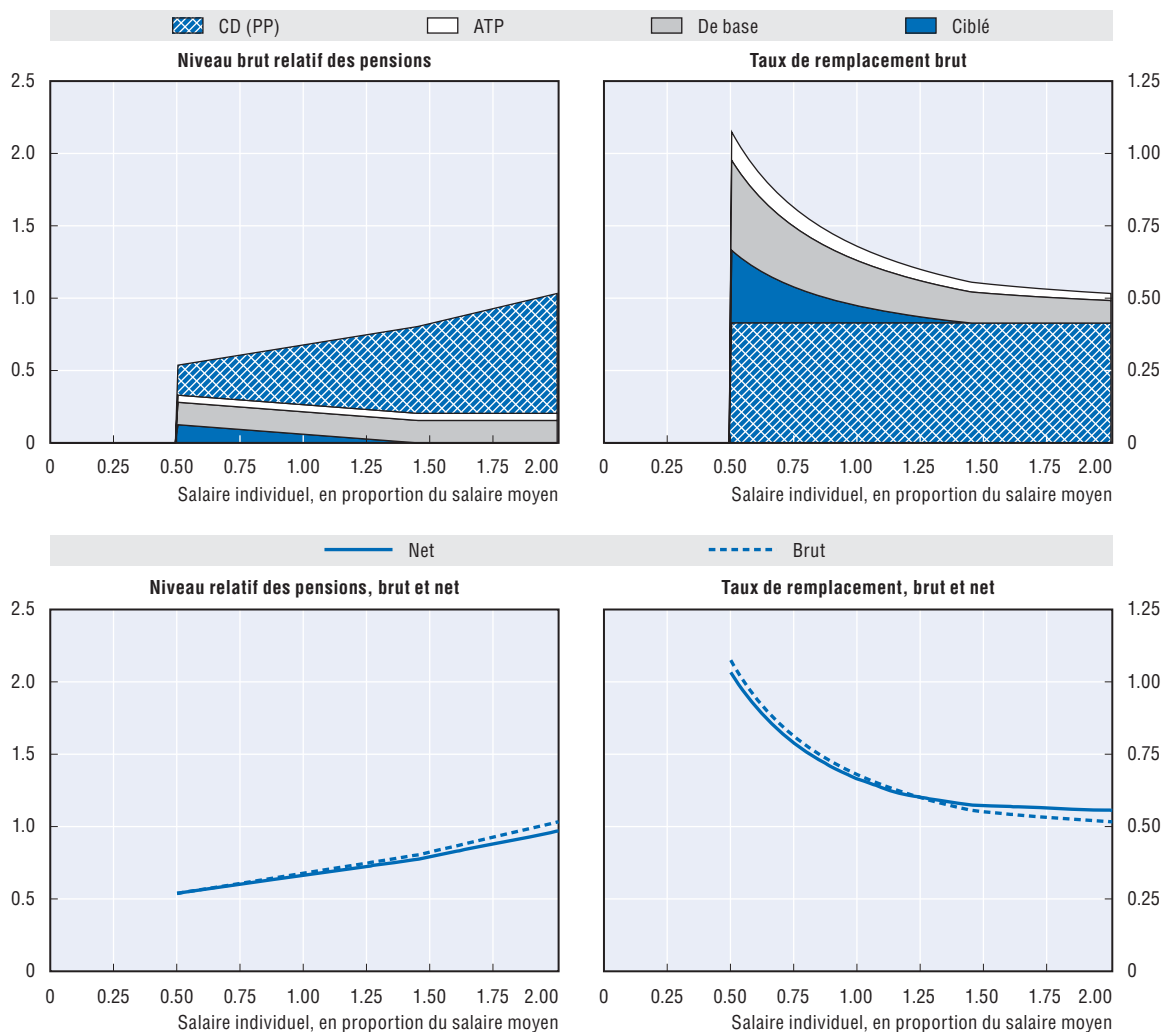 CD (PP) ATP De base Ciblé
Niveau brut relatif des pensions
2.5
2.0
1.5
1.0
0.5
0
0 0.25 0.50 0.75 1.00 1.25 1.50 1.75 2.00
Salaire individuel, en proportion du salaire moyen
Taux de remplacement brut
1.25
1.00
0.75
0.50
0.25
0
0 0.25 0.50 0.75 1.00 1.25 1.50 1.75 2.00
Salaire individuel, en proportion du salaire moyen
Net Brut
Niveau relatif des pensions, brut et net
2.5
2.0
1.5
1.0
0.5
0
0 0.25 0.50 0.75 1.00 1.25 1.50 1.75 2.00
Salaire individuel, en proportion du salaire moyen
Taux de remplacement, brut et net
1.25
1.00
0.75
0.50
0.25
0
0 0.25 0.50 0.75 1.00 1.25 1.50 1.75 2.00
Salaire individuel, en proportion du salaire moyen